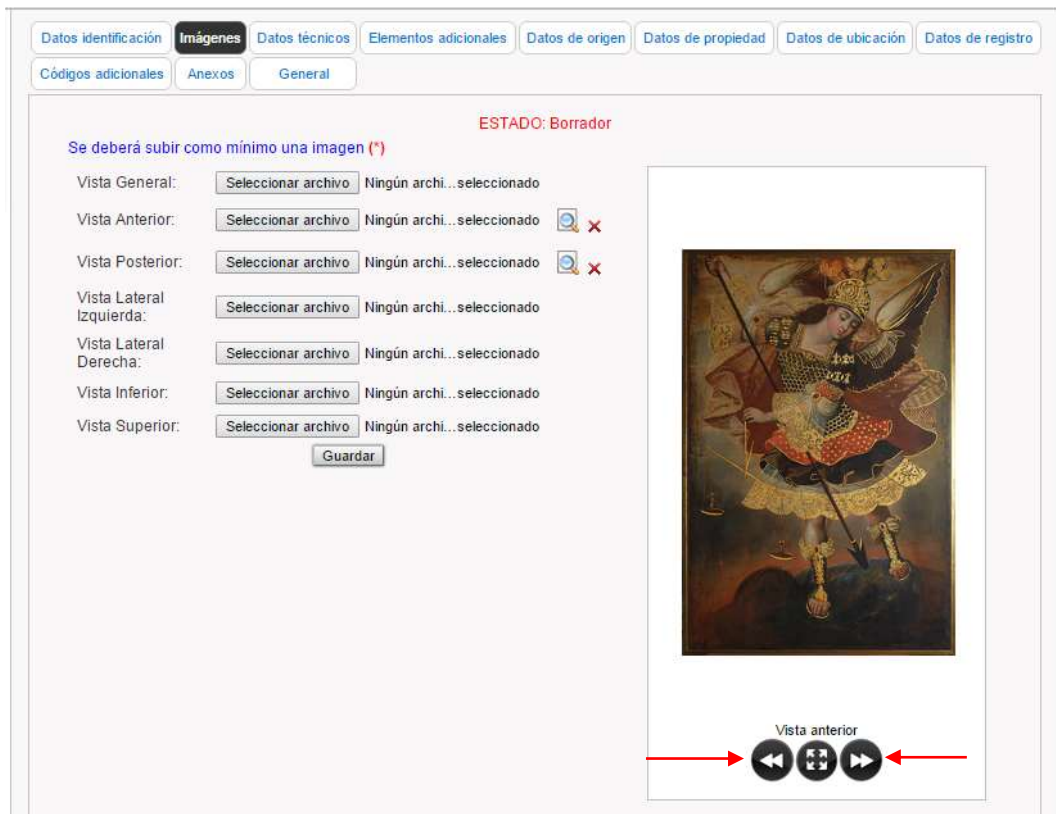 Datos identificación Imágenes Datos técnicos Elementos adicionales Datos de origen Datos de propiedad Datos de ubicación Datos de registro
Códigos adicionales Anexos General
ESTADO: Borrador
Se deberá subir como mínimo una imagen (*)
Vista General: Seleccionar archivo Ningún archi...seleccionado
Vista Anterior: Seleccionar archivo Ningún archi...seleccionado
Vista Posterior: Seleccionar archivo Ningún archi...seleccionado
Vista Lateral
Izquierda: Seleccionar archivo Ningún archi...seleccionado
Vista Lateral
Derecha: Seleccionar archivo Ningún archi...seleccionado
Vista Inferior: Seleccionar archivo Ningún archi...seleccionado
Vista Superior: Seleccionar archivo Ningún archi...seleccionado
Guardar
Vista anterior